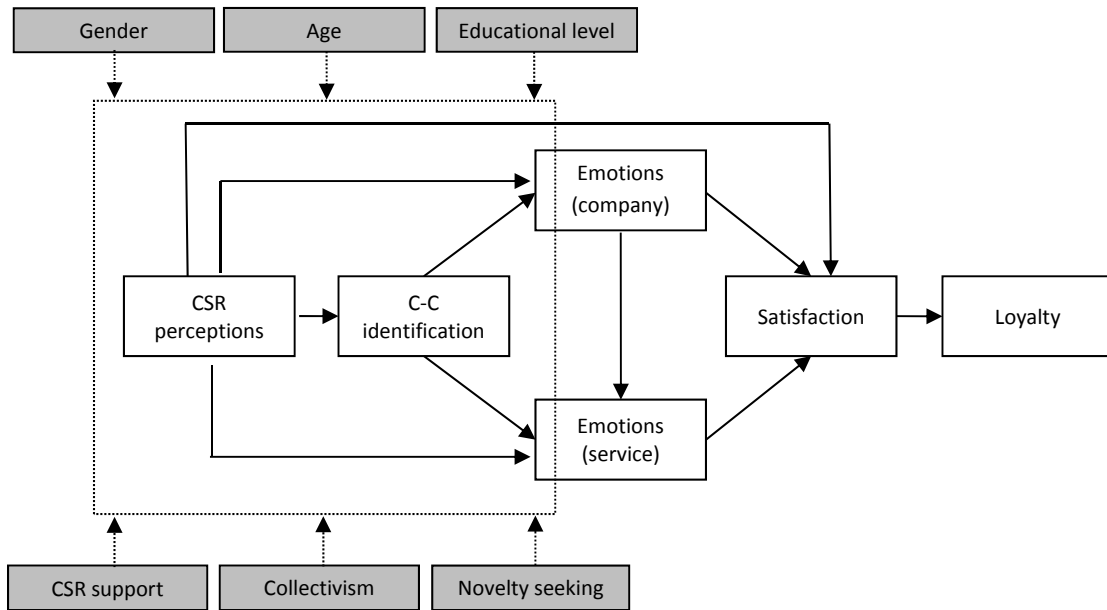 Gender
Age
Educational level
Emotions
(company)
CSR
perceptions
C-C
identification
Satisfaction
Loyalty
Emotions
(service)
CSR support
Collectivism
Novelty seeking